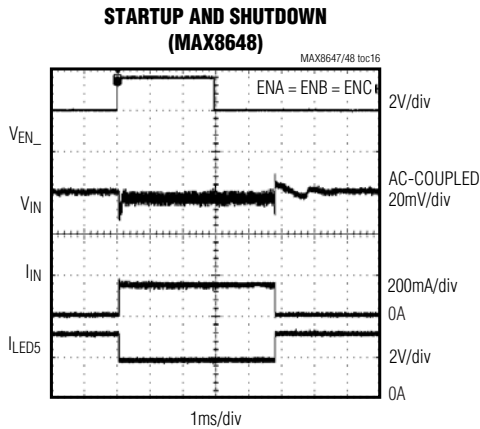 STARTUP AND SHUTDOWN
(MAX8648)
MAX8647/48 toc16
ENA = ENB = ENC
2V/div
VEN_
AC-COUPLED
20mV/div
VIN
IIN
200mA/div
0A
ILED5
2V/div
0A
1ms/div